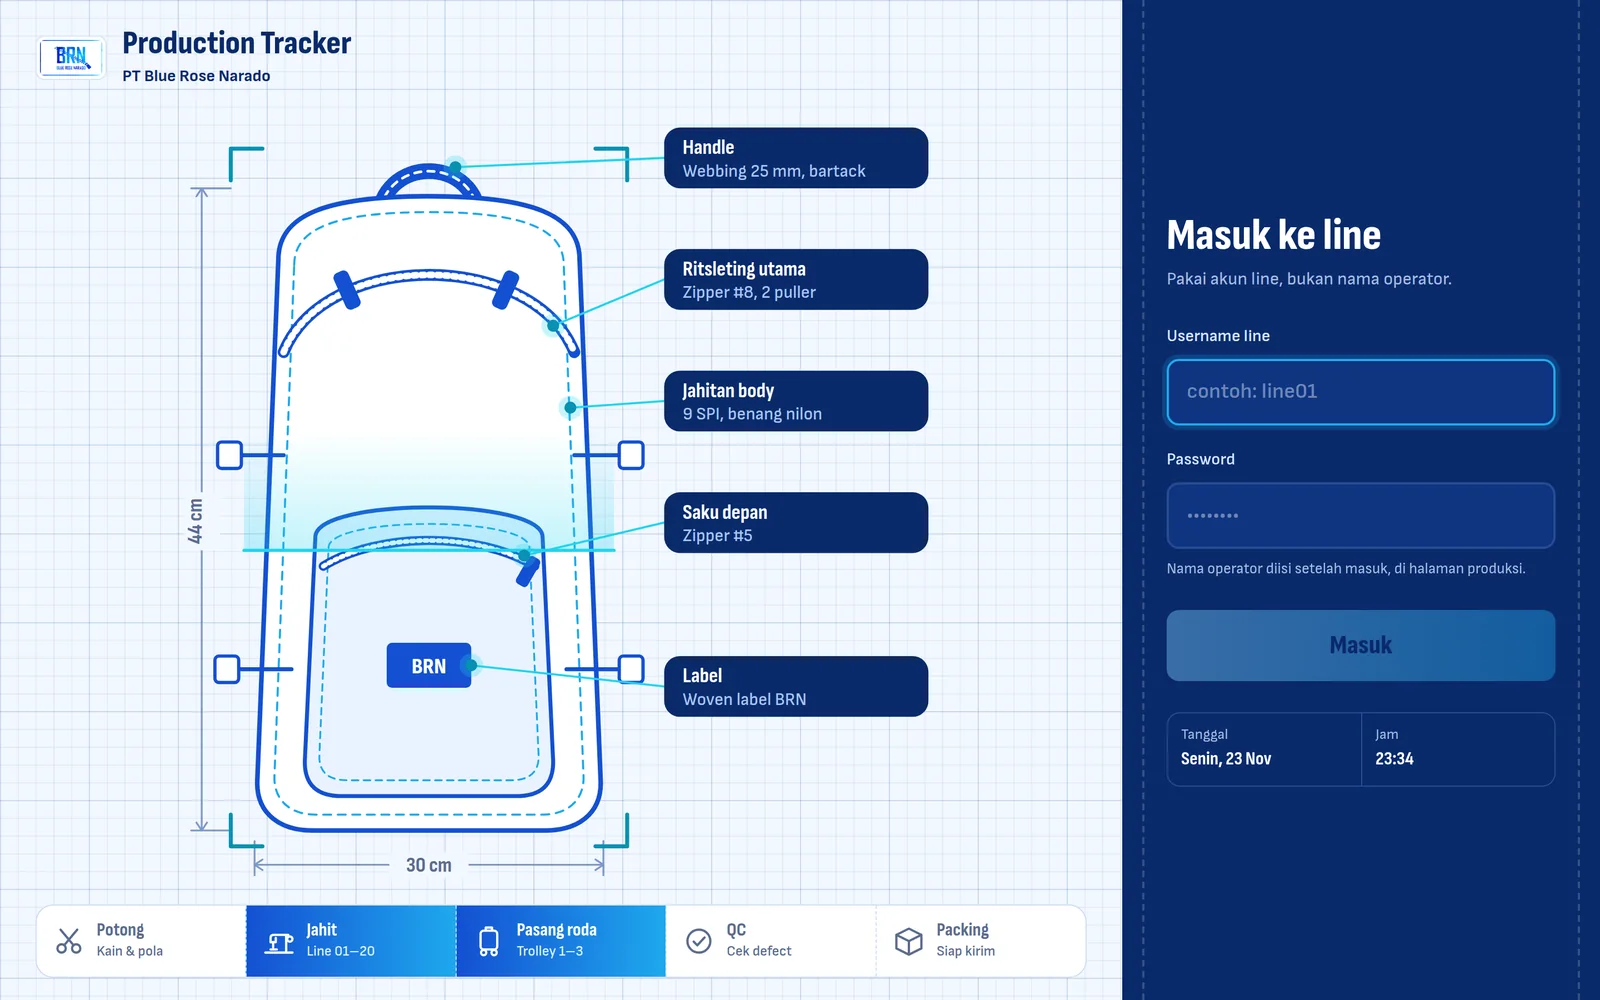 BRN
BLUE ROSE NARADO
Production Tracker
PT Blue Rose Narado
Handle
Webbing 25 mm, bartack
Ritsleting utama
Zipper #8, 2 puller
Jahitan body
9 SPI, benang nilon
Saku depan
Zipper #5
Label
Woven label BRN
44 cm
BRN
30 cm
Potong
Kain & pola
Jahit
Line 01–20
Pasang roda
Trolley 1–3
QC
Cek defect
Packing
Siap kirim
Masuk ke line
Pakai akun line, bukan nama operator.
Username line
contoh: line01
Password
••••••••
Nama operator diisi setelah masuk, di halaman produksi.
Masuk
Tanggal
Senin, 23 Nov
Jam
23:34